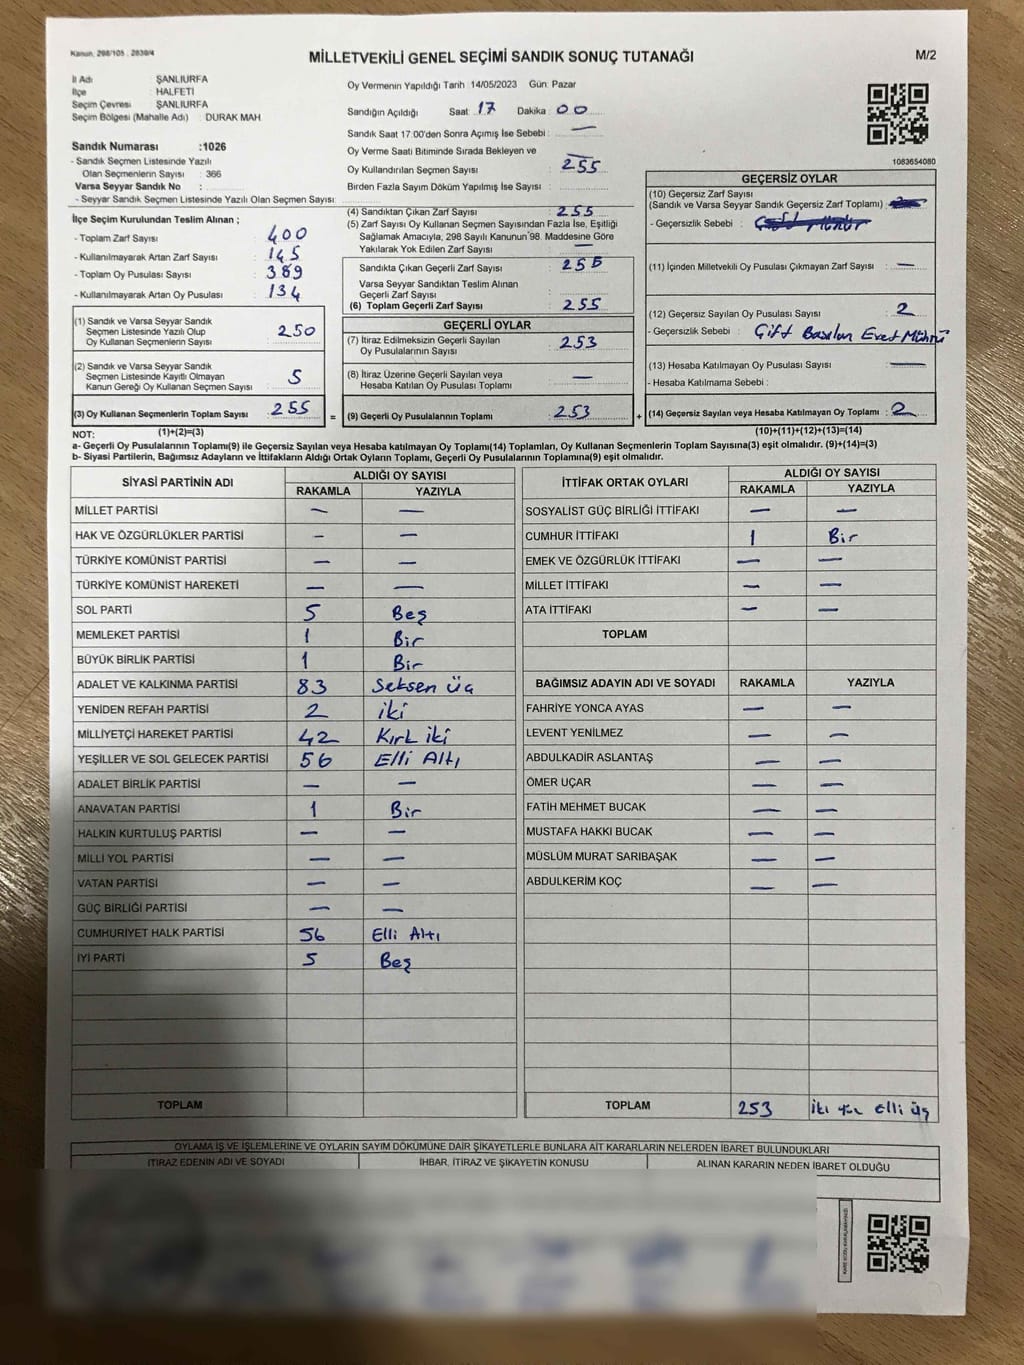 Kanun: 298/105 , 2839/4
MİLLETVEKİLİ GENEL SEÇİMİ SANDIK SONUÇ TUTANAĞI
M/2
İl Adı : ŞANLIURFA
İlçe : HALFETİ
Seçim Çevresi : ŞANLIURFA
Seçim Bölgesi (Mahalle Adı) : DURAK MAH.
Sandık Numarası :1026
- Sandık Seçmen Listesinde Yazılı
Olan Seçmenlerin Sayısı : 366
Varsa Seyyar Sandık No :
- Seyyar Sandık Seçmen Listesinde Yazılı Olan Seçmen Sayısı:
Oy Vermenin Yapıldığı Tarih :14/05/2023 Gün: Pazar
Sandığın Açıldığı Saat: 17 Dakika: 00
Sandık Saat 17.00'den Sonra Açımış İse Sebebi : —
Oy Verme Saati Bitiminde Sırada Bekleyen ve
Oy Kullandırılan Seçmen Sayısı : 255
Birden Fazla Sayım Döküm Yapılmış İse Sayısı :
1083654080
İlçe Seçim Kurulundan Teslim Alınan ;
- Toplam Zarf Sayısı : 400
- Kullanılmayarak Artan Zarf Sayısı : 145
- Toplam Oy Pusulası Sayısı : 389
- Kullanılmayarak Artan Oy Pusulası : 134
(1) Sandık ve Varsa Seyyar Sandık
Seçmen Listesinde Yazılı Olup
Oy Kullanan Seçmenlerin Sayısı : 250
(2) Sandık ve Varsa Seyyar Sandık
Seçmen Listesinde Kayıtlı Olmayan
Kanun Gereği Oy Kullanan Seçmen Sayısı : 5
(3) Oy Kullanan Seçmenlerin Toplam Sayısı : 255
(1)+(2)=(3)
(4) Sandıktan Çıkan Zarf Sayısı : 255
(5) Zarf Sayısı Oy Kullanan Seçmen Sayısından Fazla İse, Eşitliği
Sağlamak Amacıyla, 298 Sayılı Kanunun'98. Maddesine Göre
Yakılarak Yok Edilen Zarf Sayısı : —
Sandıkta Çıkan Geçerli Zarf Sayısı : 255
Varsa Seyyar Sandıktan Teslim Alınan
Geçerli Zarf Sayısı :
(6) Toplam Geçerli Zarf Sayısı : 255
GEÇERLİ OYLAR
(7) İtiraz Edilmeksizin Geçerli Sayılan
Oy Pusulalarının Sayısı : 253
(8) İtiraz Üzerine Geçerli Sayılan veya
Hesaba Katılan Oy Pusulası Toplamı : —
= (9) Geçerli Oy Pusulalarının Toplamı : 253
GEÇERSİZ OYLAR
(10) Geçersiz Zarf Sayısı
(Sandık ve Varsa Seyyar Sandık Geçersiz Zarf Toplamı) :
- Geçersizlik Sebebi :
(11) İçinden Milletvekili Oy Pusulası Çıkmayan Zarf Sayısı : —
(12) Geçersiz Sayılan Oy Pusulası Sayısı : 2
- Geçersizlik Sebebi : Çift Basılan Evet Mührü
(13) Hesaba Katılmayan Oy Pusulası Sayısı : —
- Hesaba Katılmama Sebebi :
+ (14) Geçersiz Sayılan veya Hesaba Katılmayan Oy Toplamı : 2
(10)+(11)+(12)+(13)=(14)
NOT:
a- Geçerli Oy Pusulalarının Toplamı(9) ile Geçersiz Sayılan veya Hesaba katılmayan Oy Toplamı(14) Toplamları, Oy Kullanan Seçmenlerin Toplam Sayısına(3) eşit olmalıdır. (9)+(14)=(3)
b- Siyasi Partilerin, Bağımsız Adayların ve İttifakların Aldığı Ortak Oyların Toplamı, Geçerli Oy Pusulalarının Toplamına(9) eşit olmalıdır.
SİYASİ PARTİNİN ADI ALDIĞI OY SAYISI
RAKAMLA YAZIYLA
MİLLET PARTİSİ — —
HAK VE ÖZGÜRLÜKLER PARTİSİ — —
TÜRKİYE KOMÜNİST PARTİSİ — —
TÜRKİYE KOMÜNİST HAREKETİ — —
SOL PARTİ 5 Beş
MEMLEKET PARTİSİ 1 Bir
BÜYÜK BİRLİK PARTİSİ 1 Bir
ADALET VE KALKINMA PARTİSİ 83 Seksen üç
YENİDEN REFAH PARTİSİ 2 iki
MİLLİYETÇİ HAREKET PARTİSİ 42 Kırk iki
YEŞİLLER VE SOL GELECEK PARTİSİ 56 Elli Altı
ADALET BİRLİK PARTİSİ — —
ANAVATAN PARTİSİ 1 Bir
HALKIN KURTULUŞ PARTİSİ — —
MİLLİ YOL PARTİSİ — —
VATAN PARTİSİ — —
GÜÇ BİRLİĞİ PARTİSİ — —
CUMHURİYET HALK PARTİSİ 56 Elli Altı
İYİ PARTİ 5 Beş
TOPLAM
İTTİFAK ORTAK OYLARI ALDIĞI OY SAYISI
RAKAMLA YAZIYLA
SOSYALİST GÜÇ BİRLİĞİ İTTİFAKI — —
CUMHUR İTTİFAKI 1 Bir
EMEK VE ÖZGÜRLÜK İTTİFAKI — —
MİLLET İTTİFAKI — —
ATA İTTİFAKI — —
TOPLAM
BAĞIMSIZ ADAYIN ADI VE SOYADI RAKAMLA YAZIYLA
FAHRİYE YONCA AYAS — —
LEVENT YENİLMEZ — —
ABDULKADİR ASLANTAŞ — —
ÖMER UÇAR — —
FATİH MEHMET BUCAK — —
MUSTAFA HAKKI BUCAK — —
MÜSLÜM MURAT SARIBAŞAK — —
ABDULKERİM KOÇ — —
TOPLAM 253 İki yüz elli üç
OYLAMA İŞ VE İŞLEMLERİNE VE OYLARIN SAYIM DÖKÜMÜNE DAİR ŞİKAYETLERLE BUNLARA AİT KARARLARIN NELERDEN İBARET BULUNDUKLARI
İTİRAZ EDENİN ADI VE SOYADI İHBAR, İTİRAZ VE ŞİKAYETİN KONUSU ALINAN KARARIN NEDEN İBARET OLDUĞU